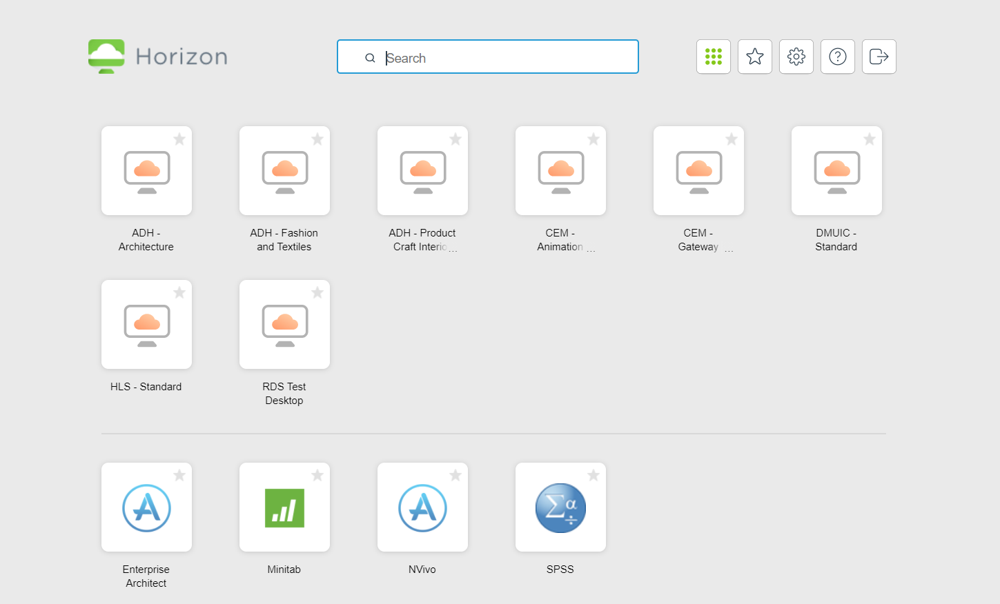 Horizon
Search
ADH -
Architecture
ADH - Fashion
and Textiles
ADH - Product
Craft Interio...
CEM -
Animation ...
CEM -
Gateway ...
DMUIC -
Standard
HLS - Standard
RDS Test
Desktop
Enterprise
Architect
Minitab
NVivo
SPSS